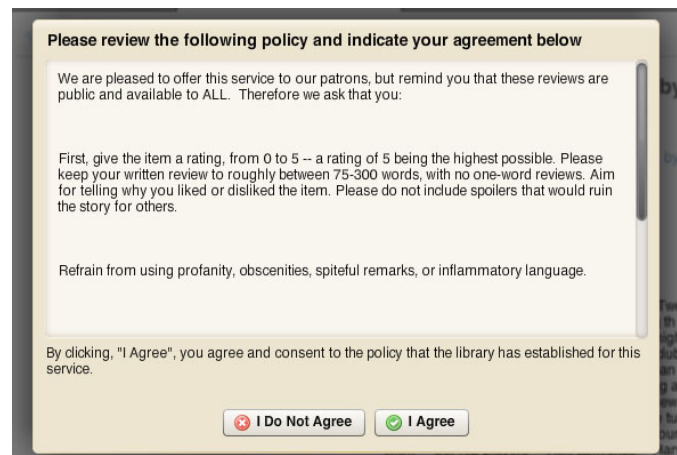 Please review the following policy and indicate your agreement below
We are pleased to offer this service to our patrons, but remind you that these reviews are
public and available to ALL.  Therefore we ask that you:
First, give the item a rating, from 0 to 5 -- a rating of 5 being the highest possible. Please
keep your written review to roughly between 75-300 words, with no one-word reviews. Aim
for telling why you liked or disliked the item. Please do not include spoilers that would ruin
the story for others.
Refrain from using profanity, obscenities, spiteful remarks, or inflammatory language.
By clicking, "I Agree", you agree and consent to the policy that the library has established for this
service.
I Do Not Agree I Agree